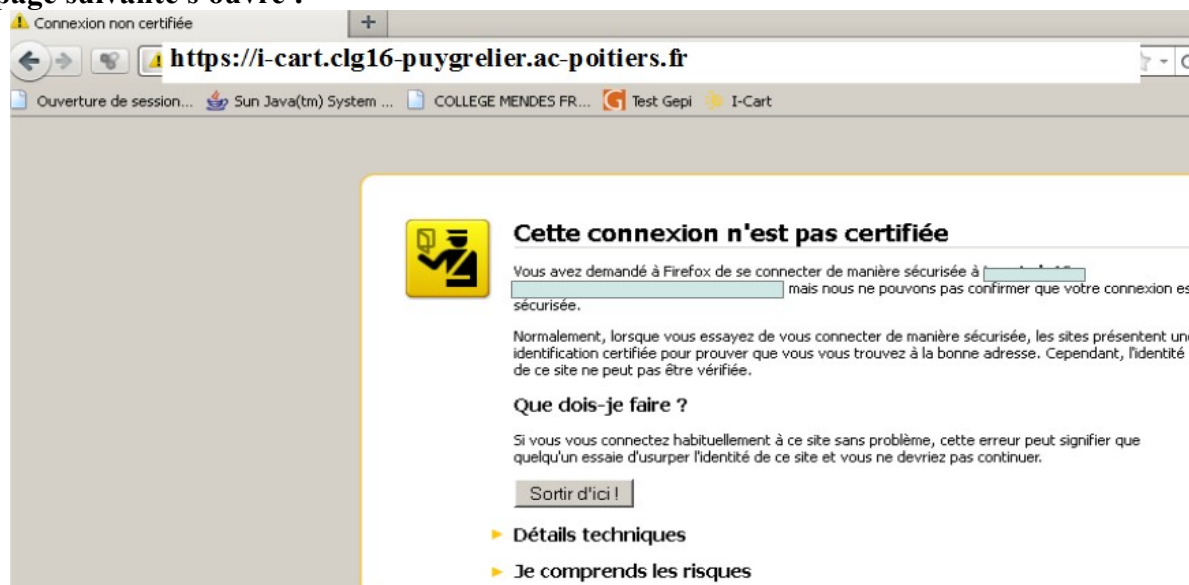 page suivante s'ouvre :
Connexion non certifiée
https://i-cart.clg16-puygrelier.ac-poitiers.fr
Ouverture de session... Sun Java(tm) System ... COLLEGE MENDES FR... Test Gepi I-Cart
Cette connexion n'est pas certifiée
Vous avez demandé à Firefox de se connecter de manière sécurisée à
mais nous ne pouvons pas confirmer que votre connexion es
sécurisée.
Normalement, lorsque vous essayez de vous connecter de manière sécurisée, les sites présentent une
identification certifiée pour prouver que vous vous trouvez à la bonne adresse. Cependant, l'identité
de ce site ne peut pas être vérifiée.
Que dois-je faire ?
Si vous vous connectez habituellement à ce site sans problème, cette erreur peut signifier que
quelqu'un essaie d'usurper l'identité de ce site et vous ne devriez pas continuer.
Sortir d'ici !
Détails techniques
Je comprends les risques